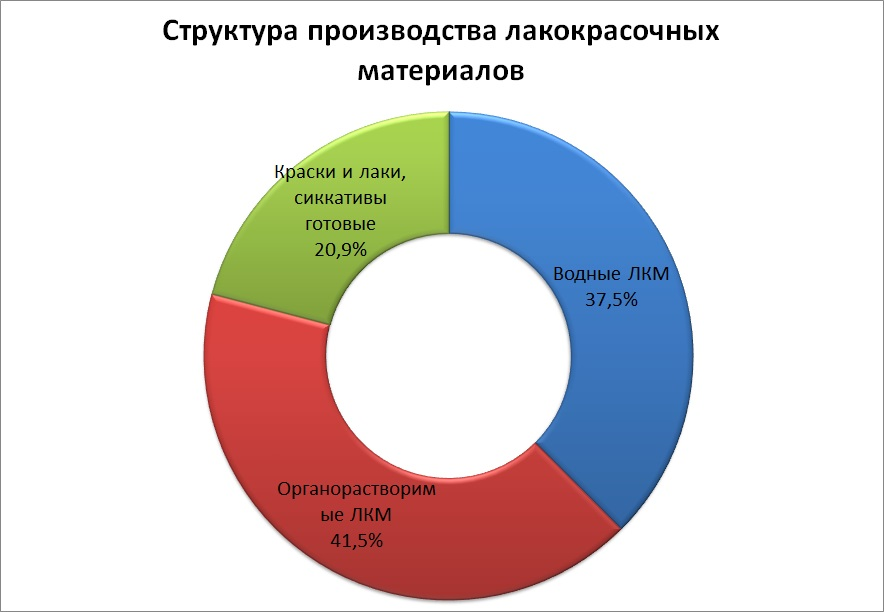 Структура производства лакокрасочных
материалов
Краски и лаки,
сиккативы
готовые
20,9%
Водные ЛКМ
37,5%
Органорастворим
ые ЛКМ
41,5%